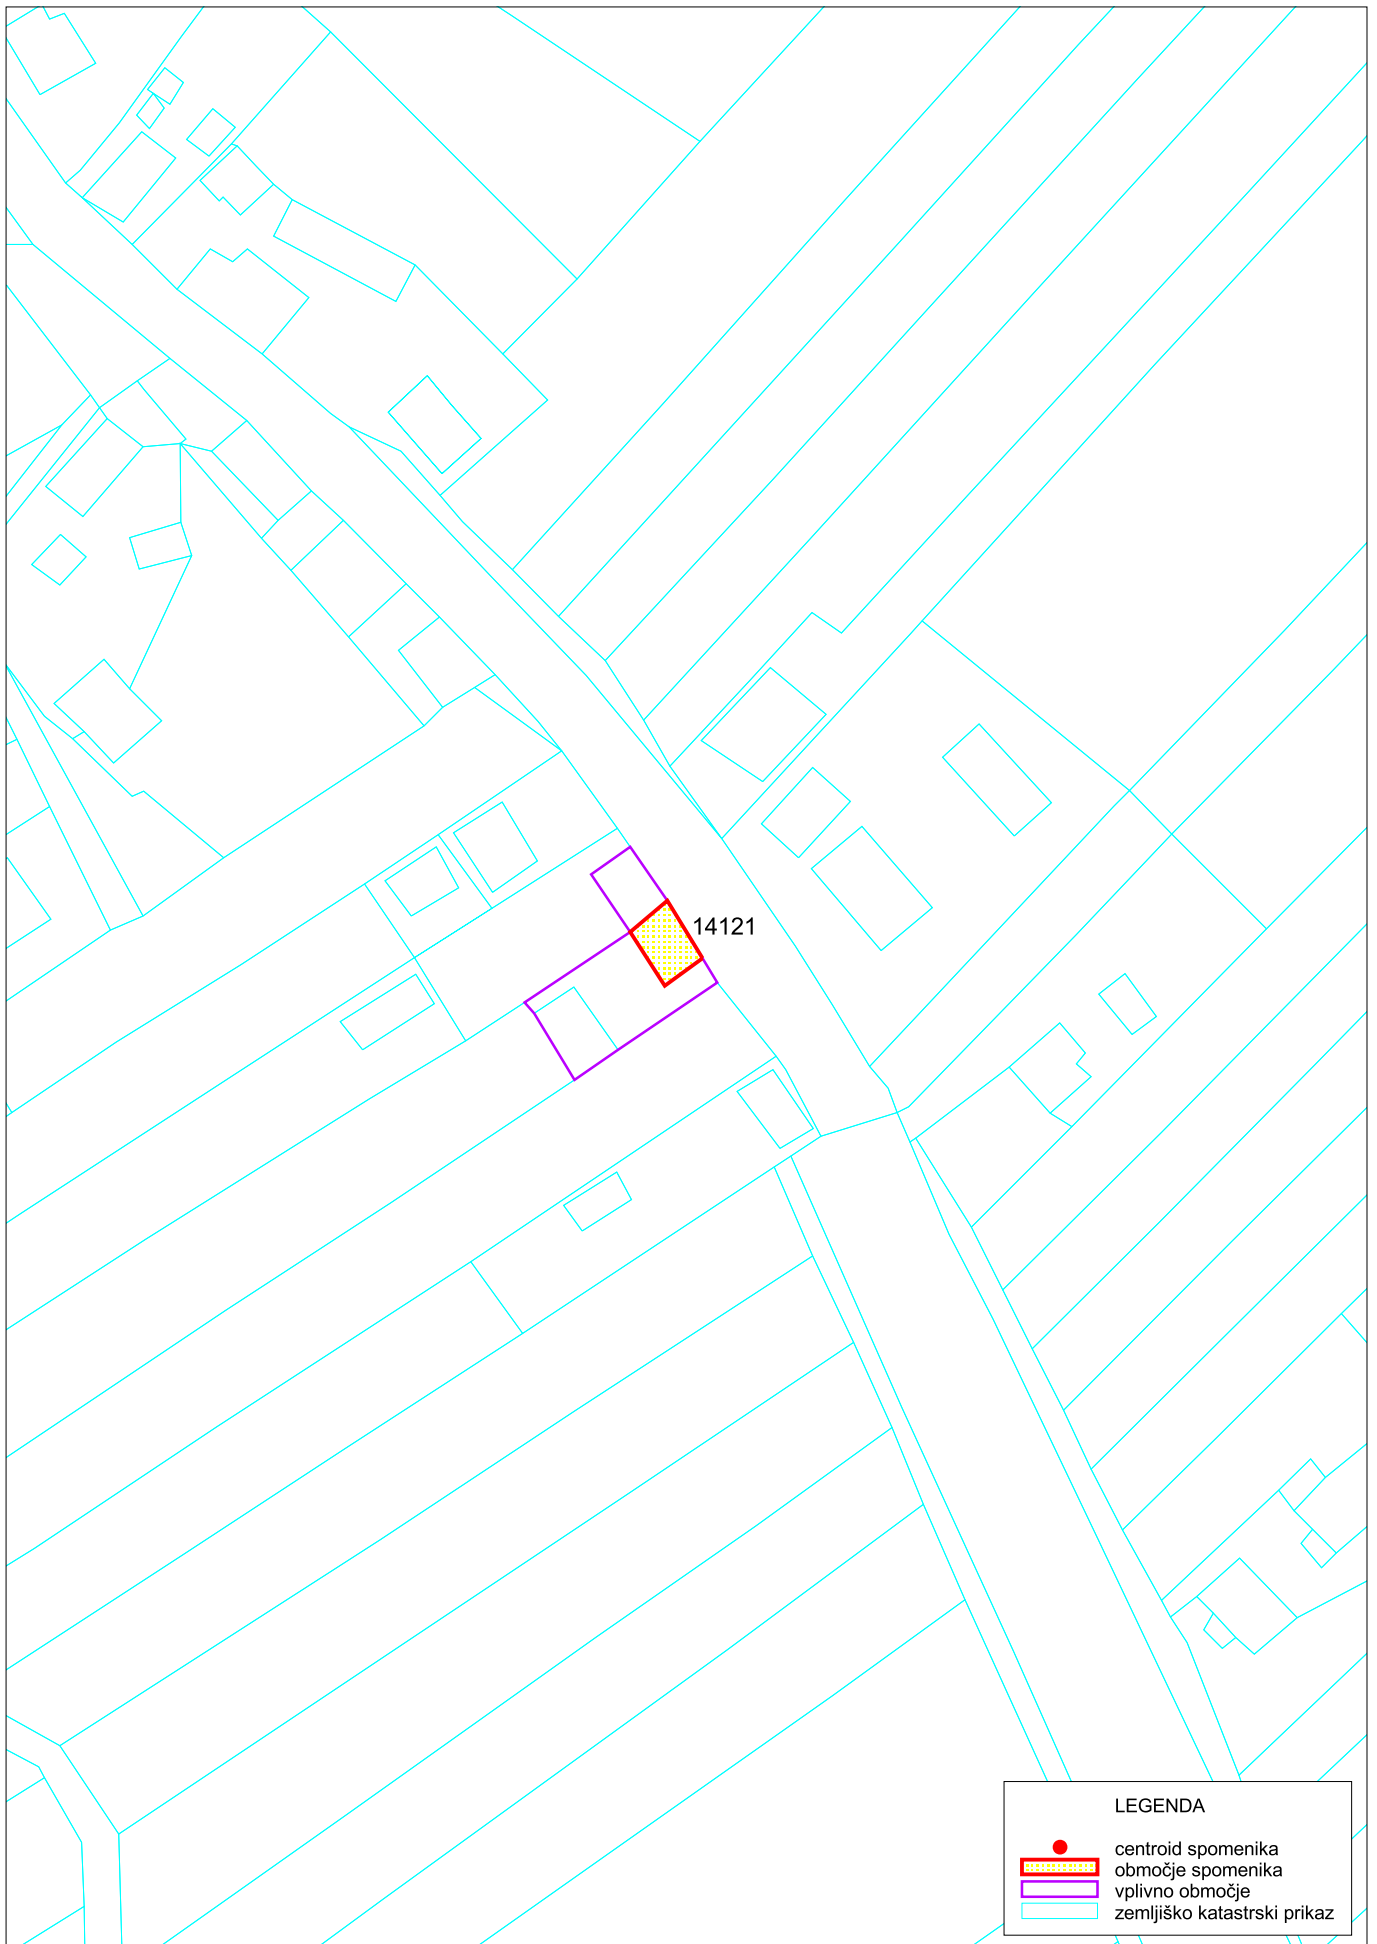 14121
LEGENDA
centroid spomenika
območje spomenika
vplivno območje
zemljiško katastrski prikaz